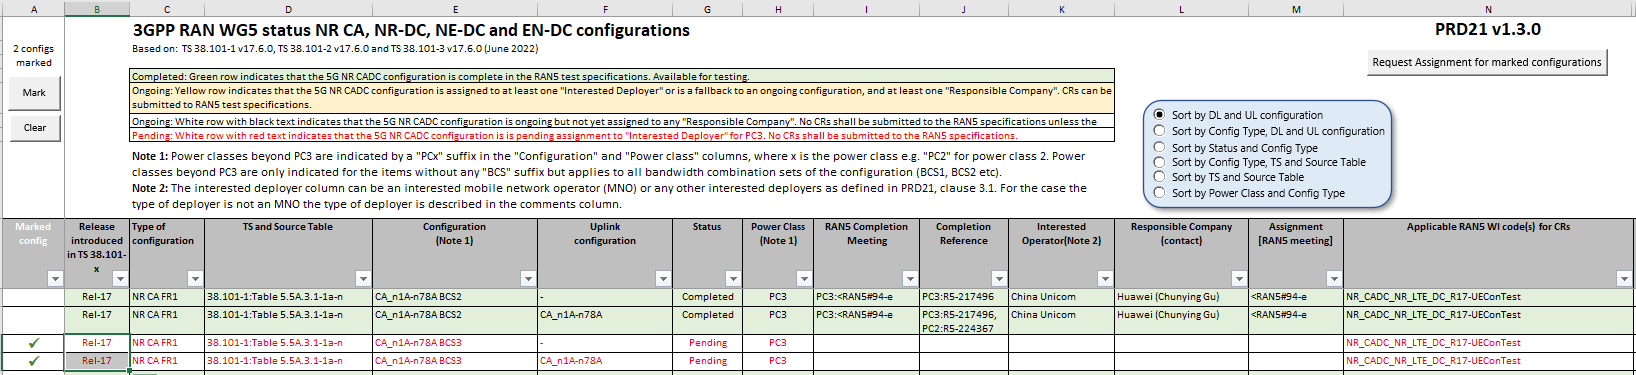 A B C D E F G H I J K L M N
3GPP RAN WG5 status NR CA, NR-DC, NE-DC and EN-DC configurations
PRD21 v1.3.0
2 configs
marked
Based on: TS 38.101-1 v17.6.0, TS 38.101-2 v17.6.0 and TS 38.101-3 v17.6.0 (June 2022)
Request Assignment for marked configurations
Mark
Clear
Completed: Green row indicates that the 5G NR CADC configuration is complete in the RAN5 test specifications. Available for testing.
Ongoing: Yellow row indicates that the 5G NR CADC configuration is assigned to at least one "Interested Deployer" or is a fallback to an ongoing configuration, and at least one "Responsible Company". CRs can be
submitted to RAN5 test specifications.
Ongoing: White row with black text indicates that the 5G NR CADC configuration is ongoing but not yet assigned to any "Responsible Company". No CRs shall be submitted to the RAN5 specifications unless the
Pending: White row with red text indicates that the 5G NR CADC configuration is is pending assignment to "Interested Deployer" for PC3. No CRs shall be submitted to the RAN5 specifications.
Note 1: Power classes beyond PC3 are indicated by a "PCx" suffix in the "Configuration" and "Power class" columns, where x is the power class e.g. "PC2" for power class 2. Power
classes beyond PC3 are only indicated for the items without any "BCS" suffix but applies to all bandwidth combination sets of the configuration (BCS1, BCS2 etc).
Note 2: The interested deployer column can be an interested mobile network operator (MNO) or any other interested deployers as defined in PRD21, clause 3.1. For the case the
type of deployer is not an MNO the type of deployer is described in the comments column.
Sort by DL and UL configuration
Sort by Config Type, DL and UL configuration
Sort by Status and Config Type
Sort by Config Type, TS and Source Table
Sort by TS and Source Table
Sort by Power Class and Config Type
Marked
config
Release
introduced
in TS 38.101-
x
Type of
configuration
TS and Source Table
Configuration
(Note 1)
Uplink
configuration
Status
Power Class
(Note 1)
RAN5 Completion
Meeting
Completion
Reference
Interested
Operator(Note 2)
Responsible Company
(contact)
Assignment
[RAN5 meeting]
Applicable RAN5 WI code(s) for CRs
Rel-17 NR CA FR1 38.101-1:Table 5.5A.3.1-1a-n CA_n1A-n78A BCS2 - Completed PC3 PC3:<RAN5#94-e PC3:R5-217496 China Unicom Huawei (Chunying Gu) <RAN5#94-e NR_CADC_NR_LTE_DC_R17-UEConTest
Rel-17 NR CA FR1 38.101-1:Table 5.5A.3.1-1a-n CA_n1A-n78A BCS2 CA_n1A-n78A Completed PC3 PC3:<RAN5#94-e PC3:R5-217496, China Unicom Huawei (Chunying Gu) <RAN5#94-e NR_CADC_NR_LTE_DC_R17-UEConTest
PC2:R5-224367
✓ Rel-17 NR CA FR1 38.101-1:Table 5.5A.3.1-1a-n CA_n1A-n78A BCS3 - Pending PC3 NR_CADC_NR_LTE_DC_R17-UEConTest
✓ Rel-17 NR CA FR1 38.101-1:Table 5.5A.3.1-1a-n CA_n1A-n78A BCS3 CA_n1A-n78A Pending PC3 NR_CADC_NR_LTE_DC_R17-UEConTest